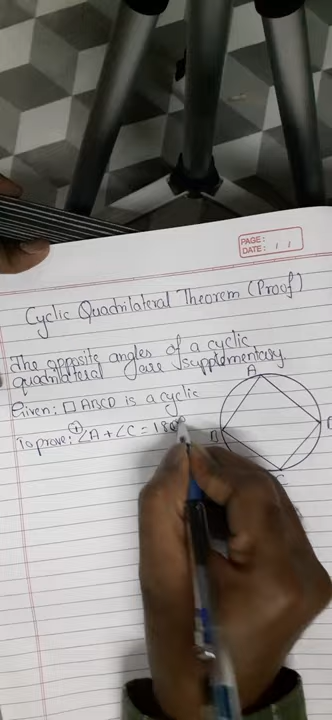 PAGE:
DATE: / /
Cyclic Quadrilateral Theorem (Proof)
The opposite angles of a cyclic
quadrilateral are supplementary
A
Given: □ ABCD is a cyclic
To prove: ① ∠A + ∠C = 180°
B
C